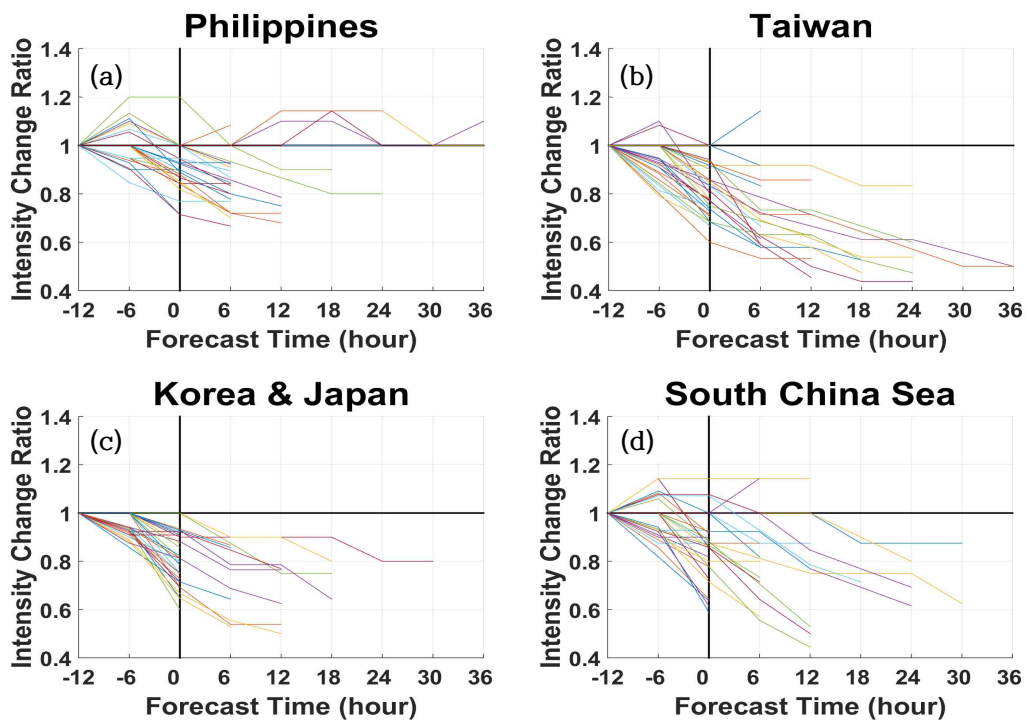 Philippines
(a)
Intensity Change Ratio
1.4
1.2
1
0.8
0.6
0.4
-12 -6 0 6 12 18 24 30 36
Forecast Time (hour)
Taiwan
(b)
Intensity Change Ratio
1.4
1.2
1
0.8
0.6
0.4
-12 -6 0 6 12 18 24 30 36
Forecast Time (hour)
Korea & Japan
(c)
Intensity Change Ratio
1.4
1.2
1
0.8
0.6
0.4
-12 -6 0 6 12 18 24 30 36
Forecast Time (hour)
South China Sea
(d)
Intensity Change Ratio
1.4
1.2
1
0.8
0.6
0.4
-12 -6 0 6 12 18 24 30 36
Forecast Time (hour)